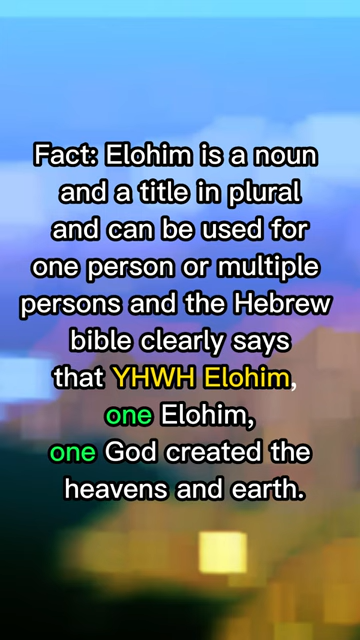 Fact: Elohim is a noun
and a title in plural
and can be used for
one person or multiple
persons and the Hebrew
bible clearly says
that YHWH Elohim,
one Elohim,
one God created the
heavens and earth.